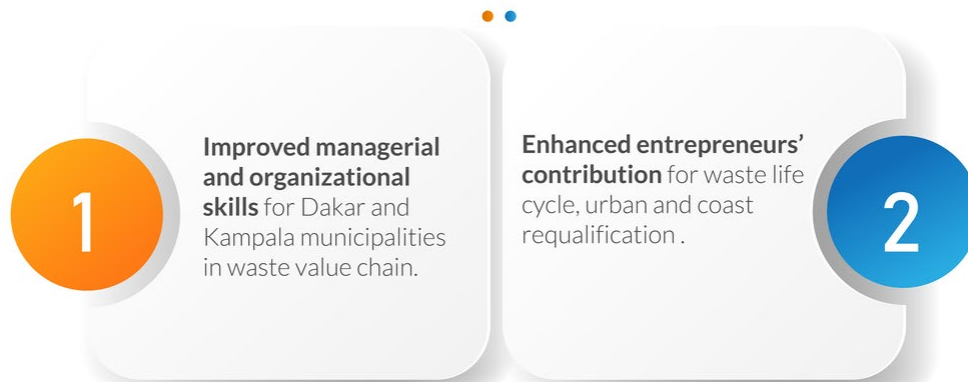 1
Improved managerial
and organizational
skills for Dakar and
Kampala municipalities
in waste value chain.
Enhanced entrepreneurs’
contribution for waste life
cycle, urban and coast
requalification .
2